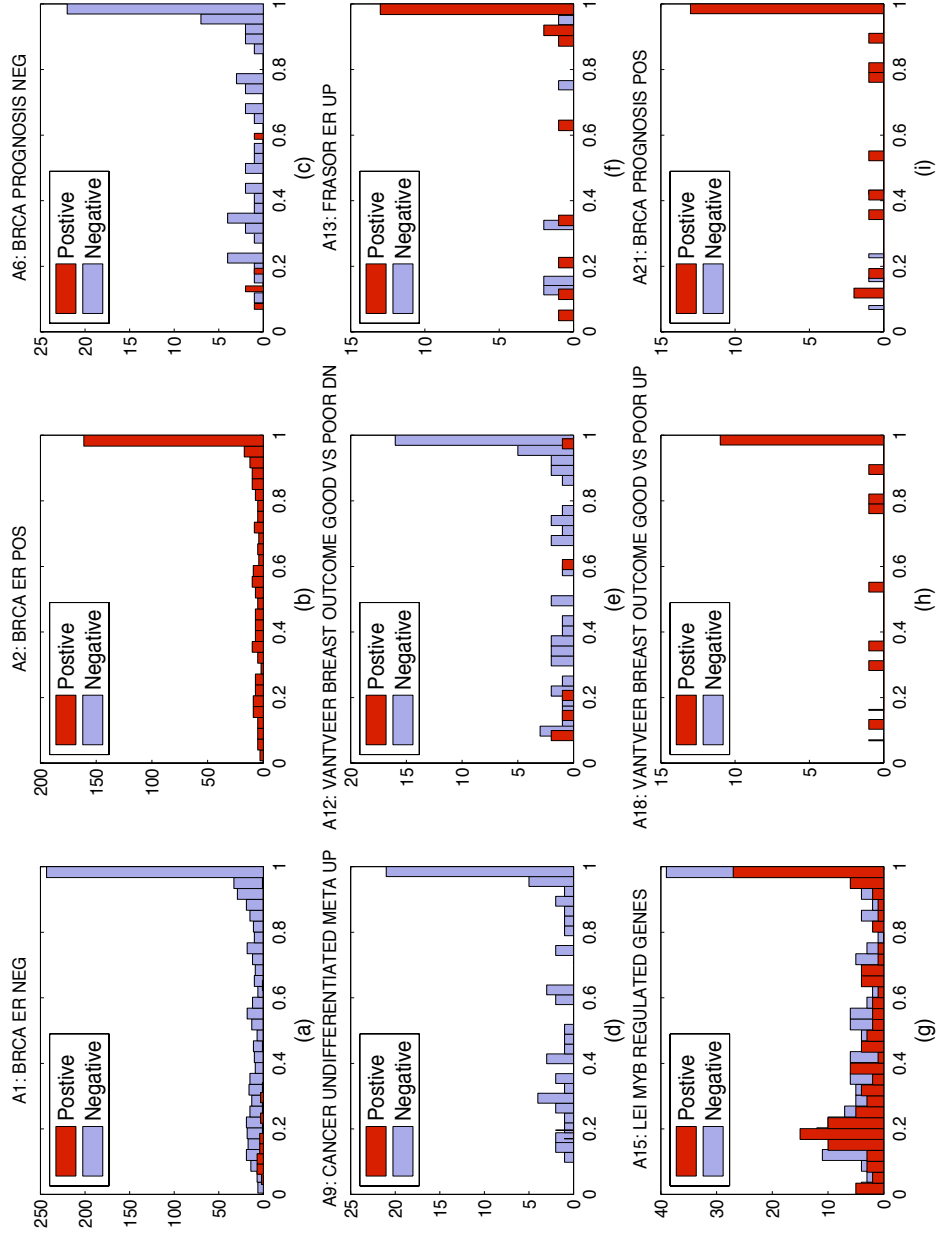 A1: BRCA ER NEG
250
200
150
100
50
0
Postive
Negative
0 0.2 0.4 0.6 0.8 1
(a)
A2: BRCA ER POS
200
150
100
50
0
Postive
Negative
0 0.2 0.4 0.6 0.8 1
(b)
A6: BRCA PROGNOSIS NEG
25
20
15
10
5
0
Postive
Negative
0 0.2 0.4 0.6 0.8 1
(c)
A9: CANCER UNDIFFERENTIATED META UP
25
20
15
10
5
0
Postive
Negative
0 0.2 0.4 0.6 0.8 1
(d)
A12: VANTVEER BREAST OUTCOME GOOD VS POOR DN
20
15
10
5
0
Postive
Negative
0 0.2 0.4 0.6 0.8 1
(e)
A13: FRASOR ER UP
15
10
5
0
Postive
Negative
0 0.2 0.4 0.6 0.8 1
(f)
A15: LEI MYB REGULATED GENES
40
30
20
10
0
Postive
Negative
0 0.2 0.4 0.6 0.8 1
(g)
A18: VANTVEER BREAST OUTCOME GOOD VS POOR UP
15
10
5
0
Postive
Negative
0 0.2 0.4 0.6 0.8 1
(h)
A21: BRCA PROGNOSIS POS
15
10
5
0
Postive
Negative
0 0.2 0.4 0.6 0.8 1
(i)